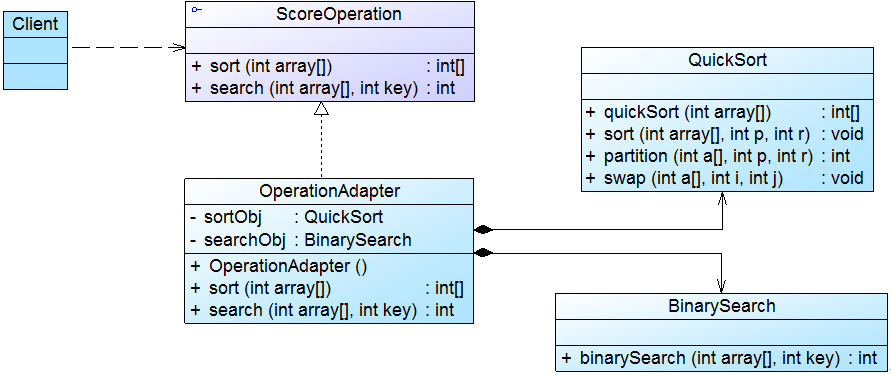 Client
ScoreOperation
+ sort (int array[]) : int[]
+ search (int array[], int key) : int
QuickSort
+ quickSort (int array[]) : int[]
+ sort (int array[], int p, int r) : void
+ partition (int a[], int p, int r) : int
+ swap (int a[], int i, int j) : void
OperationAdapter
- sortObj : QuickSort
- searchObj : BinarySearch
+ OperationAdapter ()
+ sort (int array[]) : int[]
+ search (int array[], int key) : int
BinarySearch
+ binarySearch (int array[], int key) : int